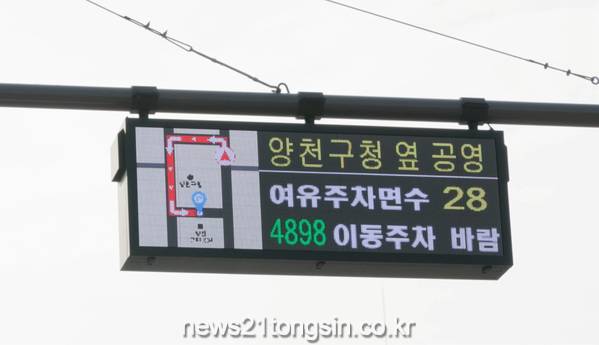 양천구청 옆 공영
여유주차면수 28
4898 이동주차 바람
news21tongsin.co.kr